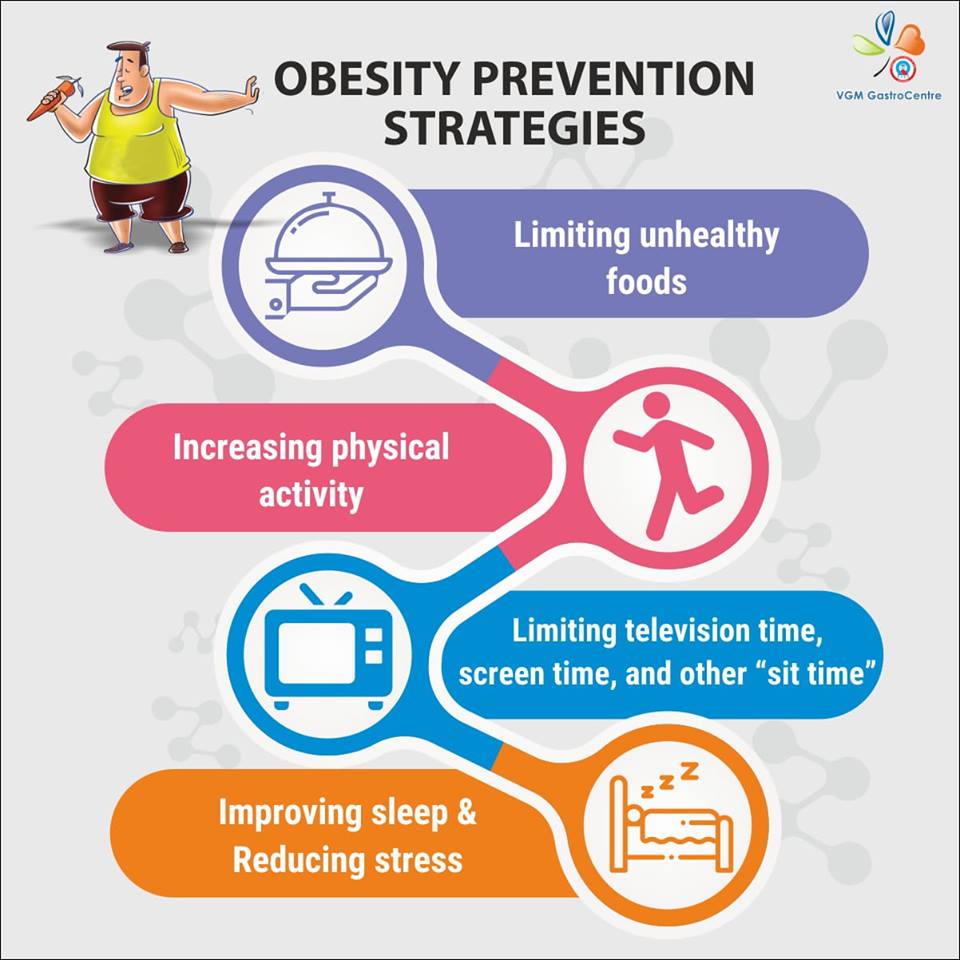 OBESITY PREVENTION
STRATEGIES
VGM GastroCentre
Limiting unhealthy
foods
Increasing physical
activity
Limiting television time,
screen time, and other “sit time”
Improving sleep &
Reducing stress
z z z